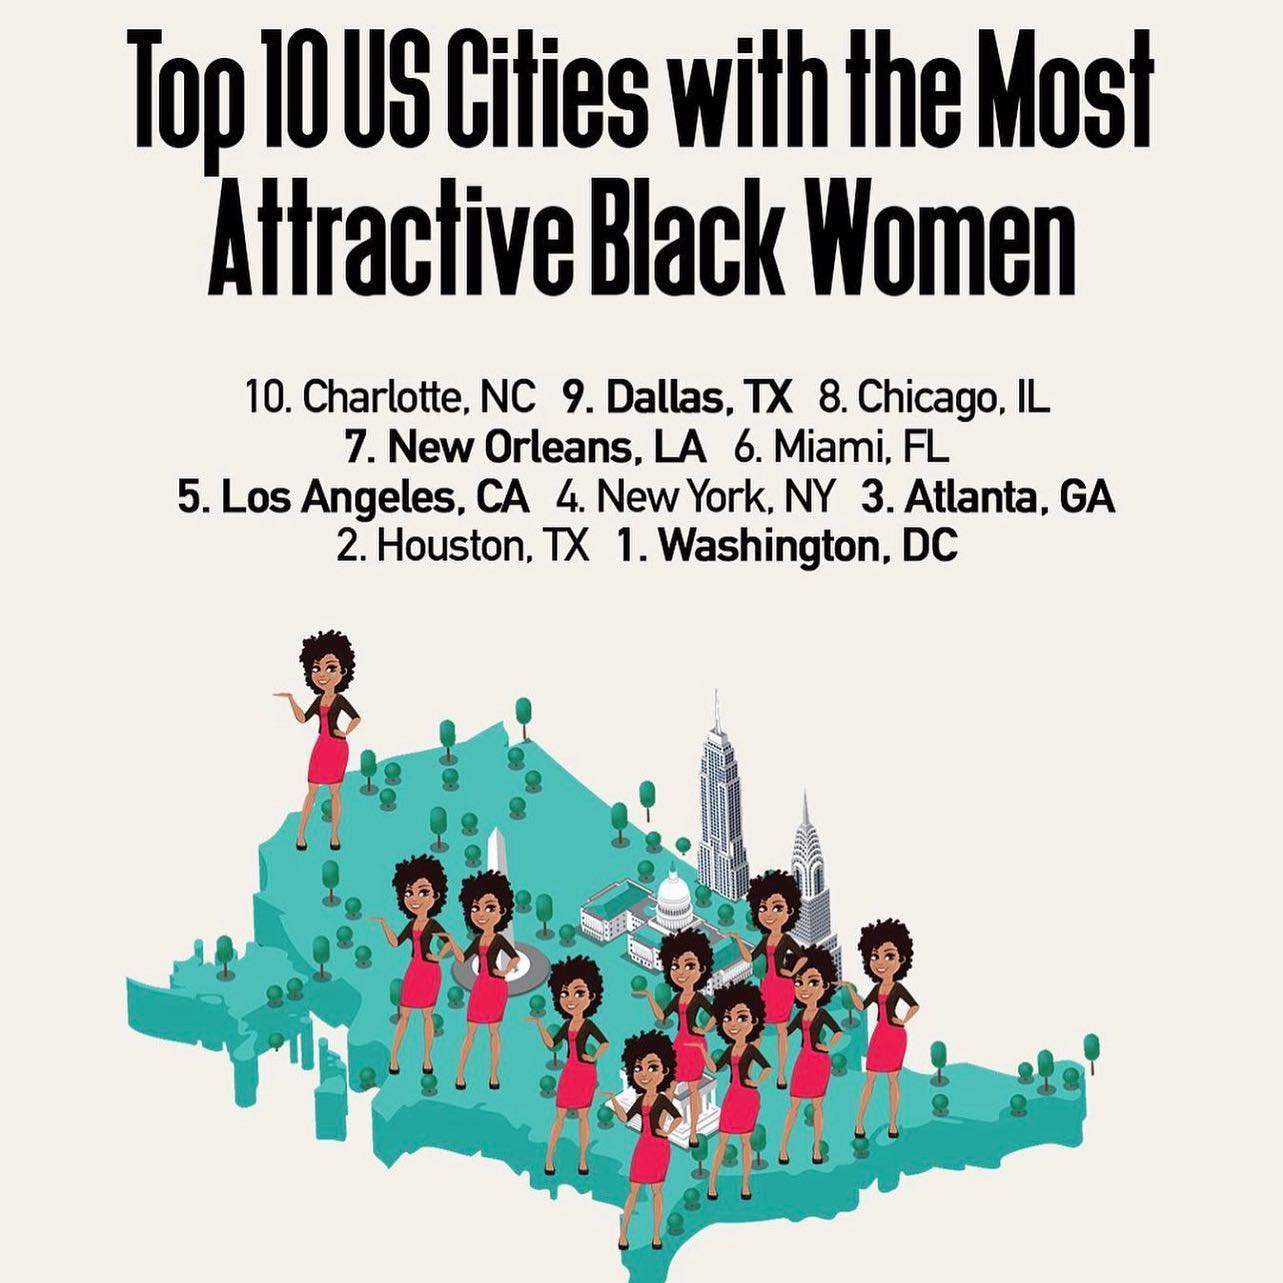 Top 10 US Cities with the Most
Attractive Black Women
10. Charlotte, NC 9. Dallas, TX 8. Chicago, IL
7. New Orleans, LA 6. Miami, FL
5. Los Angeles, CA 4. New York, NY 3. Atlanta, GA
2. Houston, TX 1. Washington, DC